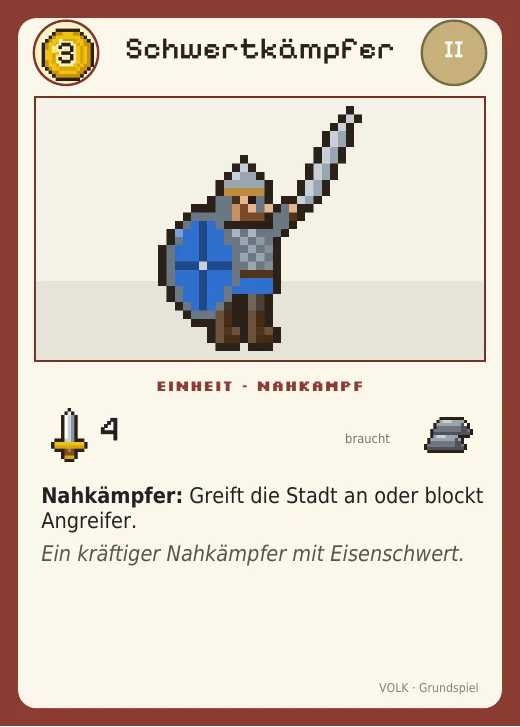 3 Schwertkämpfer II
EINHEIT - NAHKAMPF
4 braucht
Nahkämpfer: Greift die Stadt an oder blockt
Angreifer.
Ein kräftiger Nahkämpfer mit Eisenschwert.
VOLK · Grundspiel